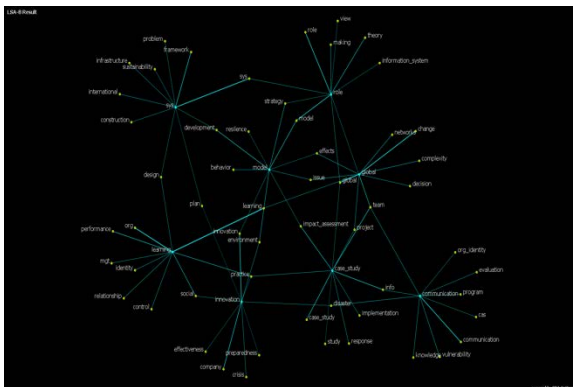 LSA-8 Result
view
role
problem
theory
making
framework
infrastructure
sustainability
information_system
sys
international
sys
role
strategy
construction
model
development
resilience
network
change
effects
complexity
behavior
model
global
issue
global
decision
design
plan
learning
team
org
performance
innovation
impact_assessment
project
environment
learning
org_identity
mgt
identity
case_study
evaluation
practice
info
program
relationship
social
innovation
disaster
communication
control
case_study
implementation
cas
communication
effectiveness
preparedness
study
response
knowledge
vulnerability
company
crisis